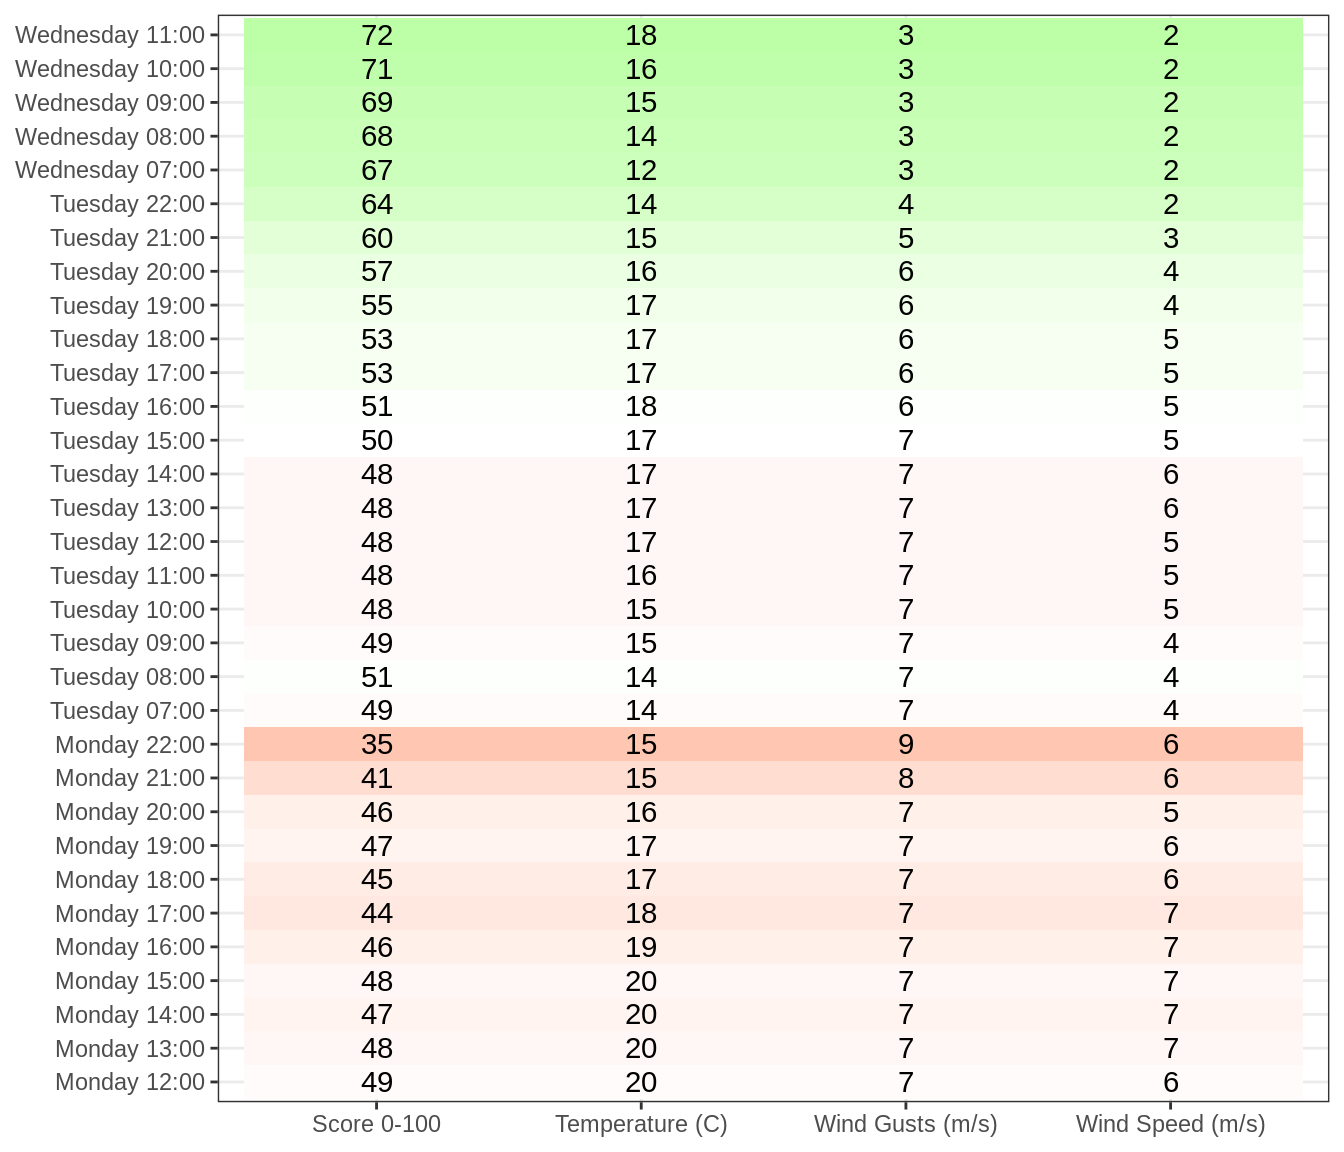 Wednesday 11:00 72 18 3 2
Wednesday 10:00 71 16 3 2
Wednesday 09:00 69 15 3 2
Wednesday 08:00 68 14 3 2
Wednesday 07:00 67 12 3 2
Tuesday 22:00 64 14 4 2
Tuesday 21:00 60 15 5 3
Tuesday 20:00 57 16 6 4
Tuesday 19:00 55 17 6 4
Tuesday 18:00 53 17 6 5
Tuesday 17:00 53 17 6 5
Tuesday 16:00 51 18 6 5
Tuesday 15:00 50 17 7 5
Tuesday 14:00 48 17 7 6
Tuesday 13:00 48 17 7 6
Tuesday 12:00 48 17 7 5
Tuesday 11:00 48 16 7 5
Tuesday 10:00 48 15 7 5
Tuesday 09:00 49 15 7 4
Tuesday 08:00 51 14 7 4
Tuesday 07:00 49 14 7 4
Monday 22:00 35 15 9 6
Monday 21:00 41 15 8 6
Monday 20:00 46 16 7 5
Monday 19:00 47 17 7 6
Monday 18:00 45 17 7 6
Monday 17:00 44 18 7 7
Monday 16:00 46 19 7 7
Monday 15:00 48 20 7 7
Monday 14:00 47 20 7 7
Monday 13:00 48 20 7 7
Monday 12:00 49 20 7 6
Score 0-100 Temperature (C) Wind Gusts (m/s) Wind Speed (m/s)